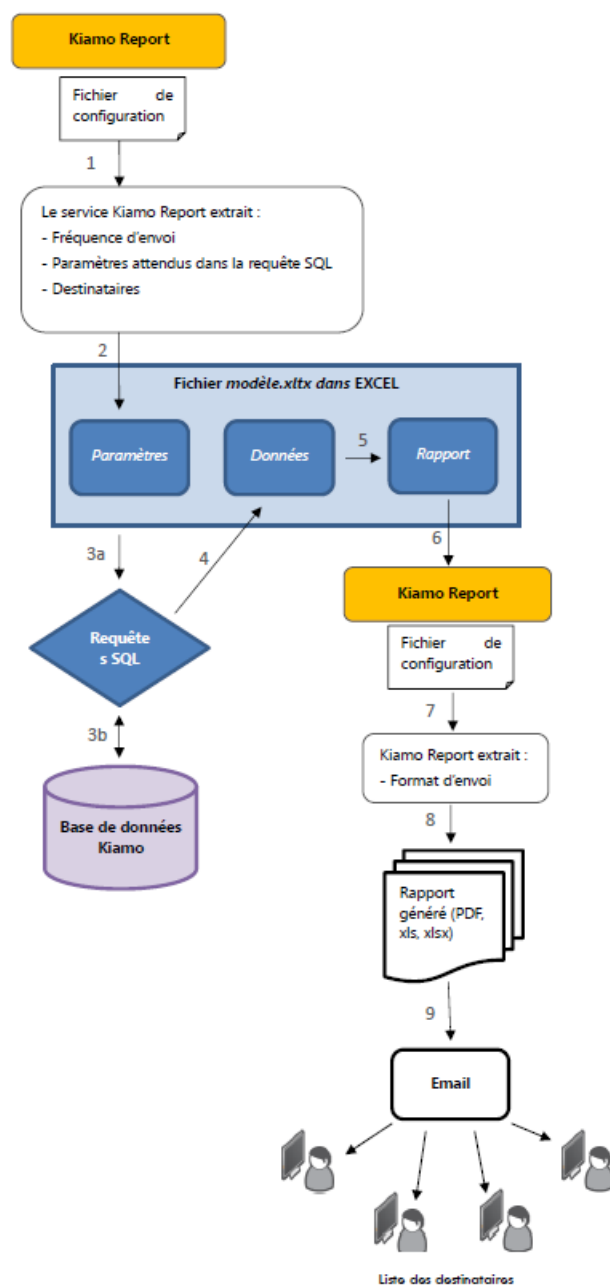 Kiamo Report
Fichier de
configuration
1
Le service Kiamo Report extrait :
- Fréquence d'envoi
- Paramètres attendus dans la requête SQL
- Destinataires
2
Fichier modèle.xltx dans EXCEL
Paramètres
Données
5
Rapport
3a
4
6
Requête
s SQL
Kiamo Report
Fichier de
configuration
3b
7
Base de données
Kiamo
Kiamo Report extrait :
- Format d'envoi
8
Rapport
généré (PDF,
xls, xlsx)
9
Email
Liste des destinataires